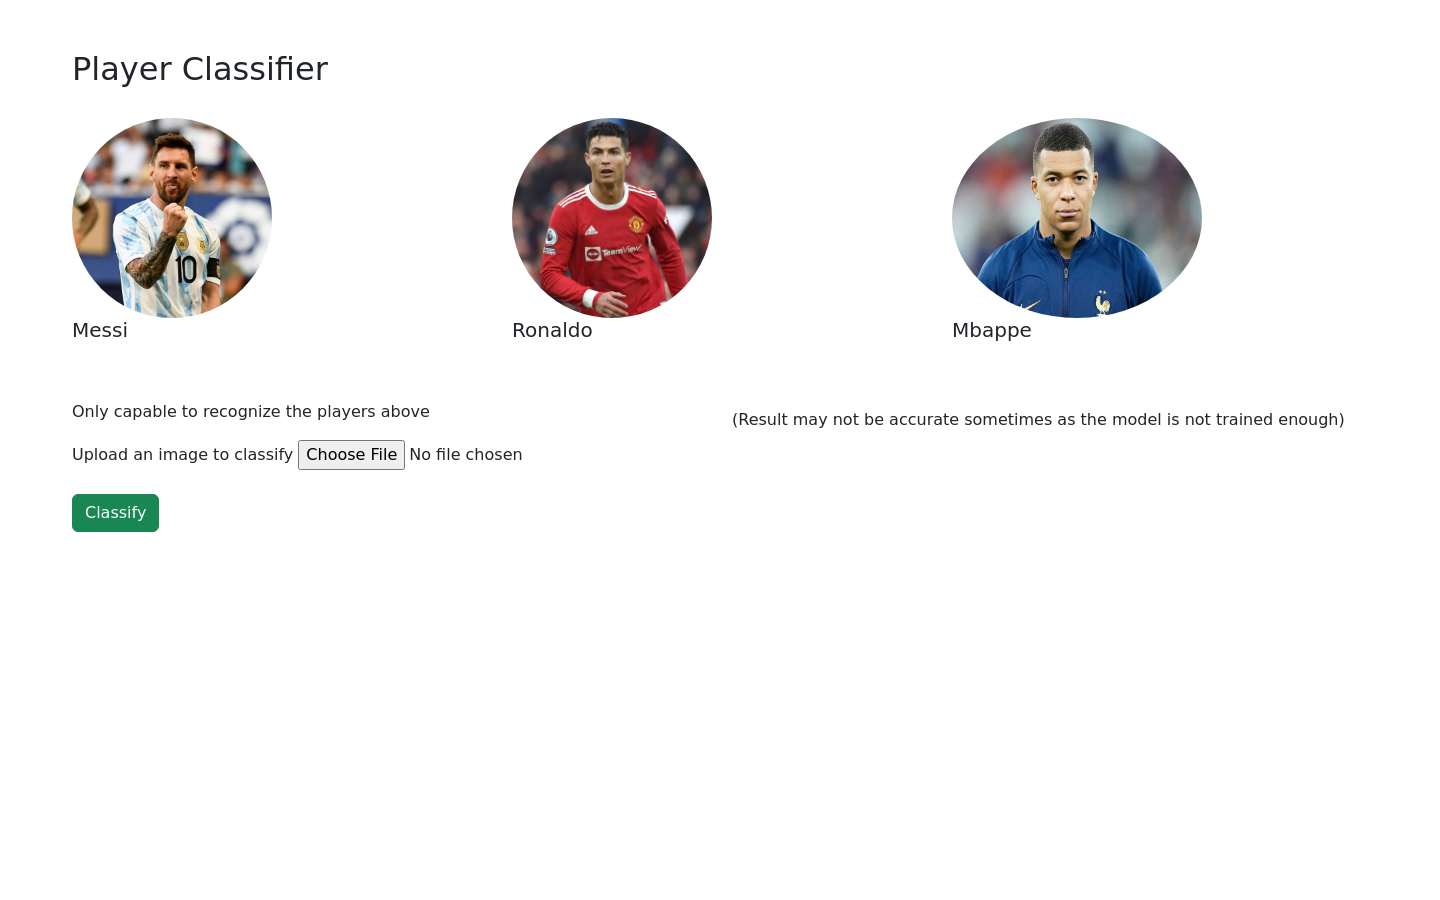 Player Classifier
10
TeamViewer
Messi
Ronaldo
Mbappe
Only capable to recognize the players above
(Result may not be accurate sometimes as the model is not trained enough)
Upload an image to classify Choose File No file chosen
Classify